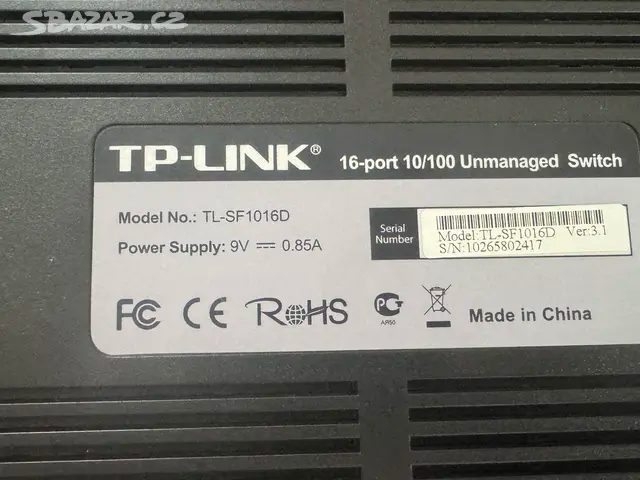 SBAZAR.CZ
TP-LINK® 16-port 10/100 Unmanaged Switch
Model No.: TL-SF1016D
Power Supply: 9V ⎓ 0.85A
Serial Number
Model:TL-SF1016D Ver:3.1
S/N:10265802417
FC CE RoHS
Made in China